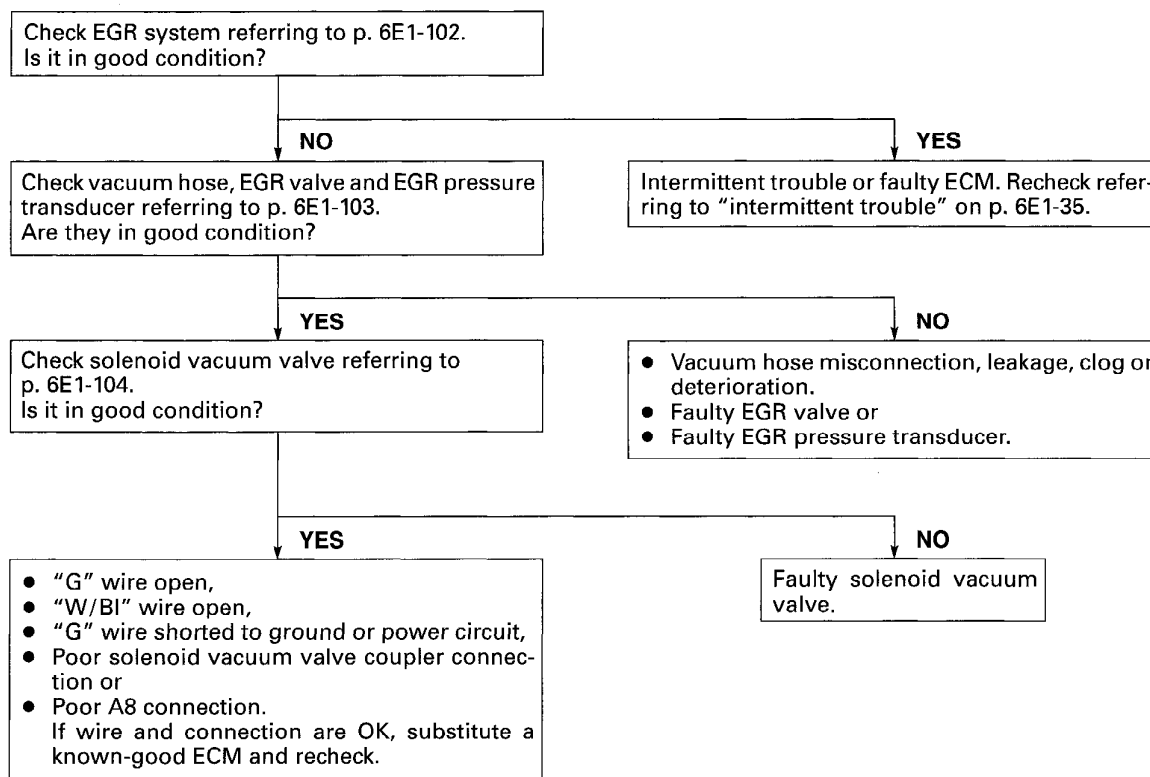 Check EGR system referring to p. 6E1-102.
Is it in good condition?
NO
YES
Check vacuum hose, EGR valve and EGR pressure
transducer referring to p. 6E1-103.
Are they in good condition?
Intermittent trouble or faulty ECM. Recheck refer-
ring to “intermittent trouble” on p. 6E1-35.
YES
NO
Check solenoid vacuum valve referring to
p. 6E1-104.
Is it in good condition?
● Vacuum hose misconnection, leakage, clog or
deterioration.
● Faulty EGR valve or
● Faulty EGR pressure transducer.
YES
NO
● “G” wire open,
● “W/Bl” wire open,
● “G” wire shorted to ground or power circuit,
● Poor solenoid vacuum valve coupler connec-
tion or
● Poor A8 connection.
If wire and connection are OK, substitute a
known-good ECM and recheck.
Faulty solenoid vacuum
valve.